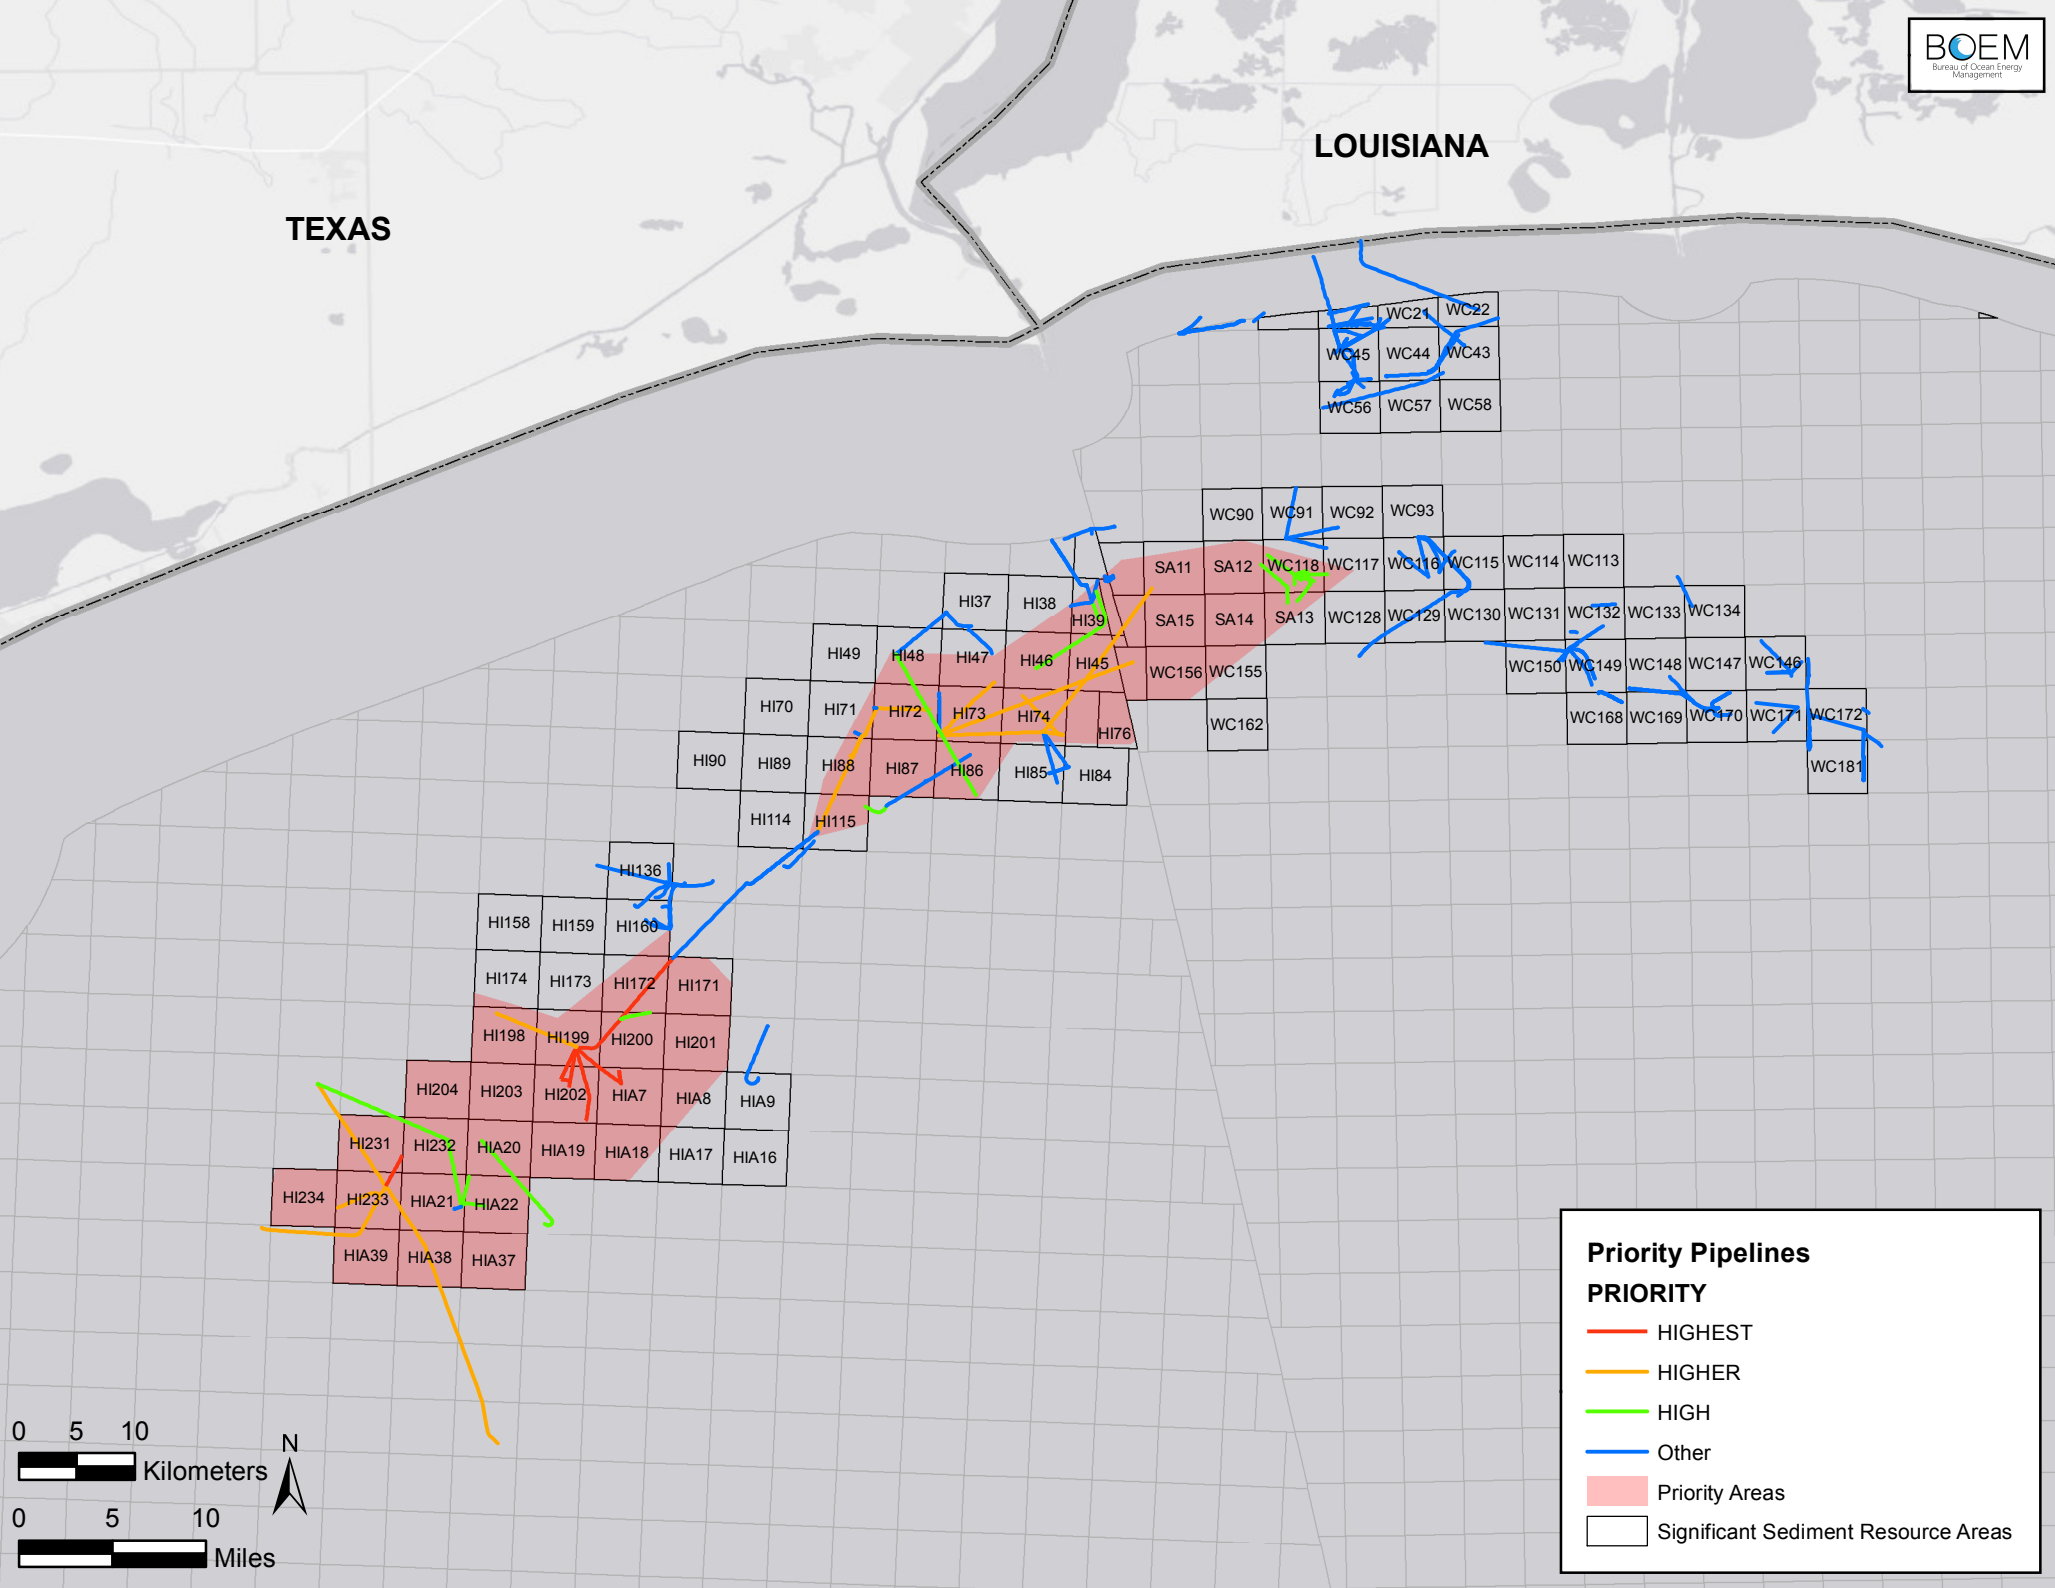 BOEM
Bureau of Ocean Energy
Management
LOUISIANA
TEXAS
WC21
WC22
WC45
WC44
WC43
WC56
WC57
WC58
WC90
WC91
WC92
WC93
SA11
SA12
WC118
WC117
WC116
WC115
WC114
WC113
HI37
HI38
HI39
SA15
SA14
SA13
WC128
WC129
WC130
WC131
WC132
WC133
WC134
HI49
HI48
HI47
HI46
HI45
WC156
WC155
WC150
WC149
WC148
WC147
WC146
HI70
HI71
HI72
HI73
HI74
HI76
WC162
WC168
WC169
WC170
WC171
WC172
HI90
HI89
HI88
HI87
HI86
HI85
HI84
WC181
HI114
HI115
HI136
HI158
HI159
HI160
HI174
HI173
HI172
HI171
HI198
HI199
HI200
HI201
HI204
HI203
HI202
HIA7
HIA8
HIA9
HI231
HI232
HIA20
HIA19
HIA18
HIA17
HIA16
HI234
HI233
HIA21
HIA22
HIA39
HIA38
HIA37
Priority Pipelines
PRIORITY
HIGHEST
HIGHER
HIGH
Other
Priority Areas
Significant Sediment Resource Areas
0 5 10
Kilometers
N
0 5 10
Miles